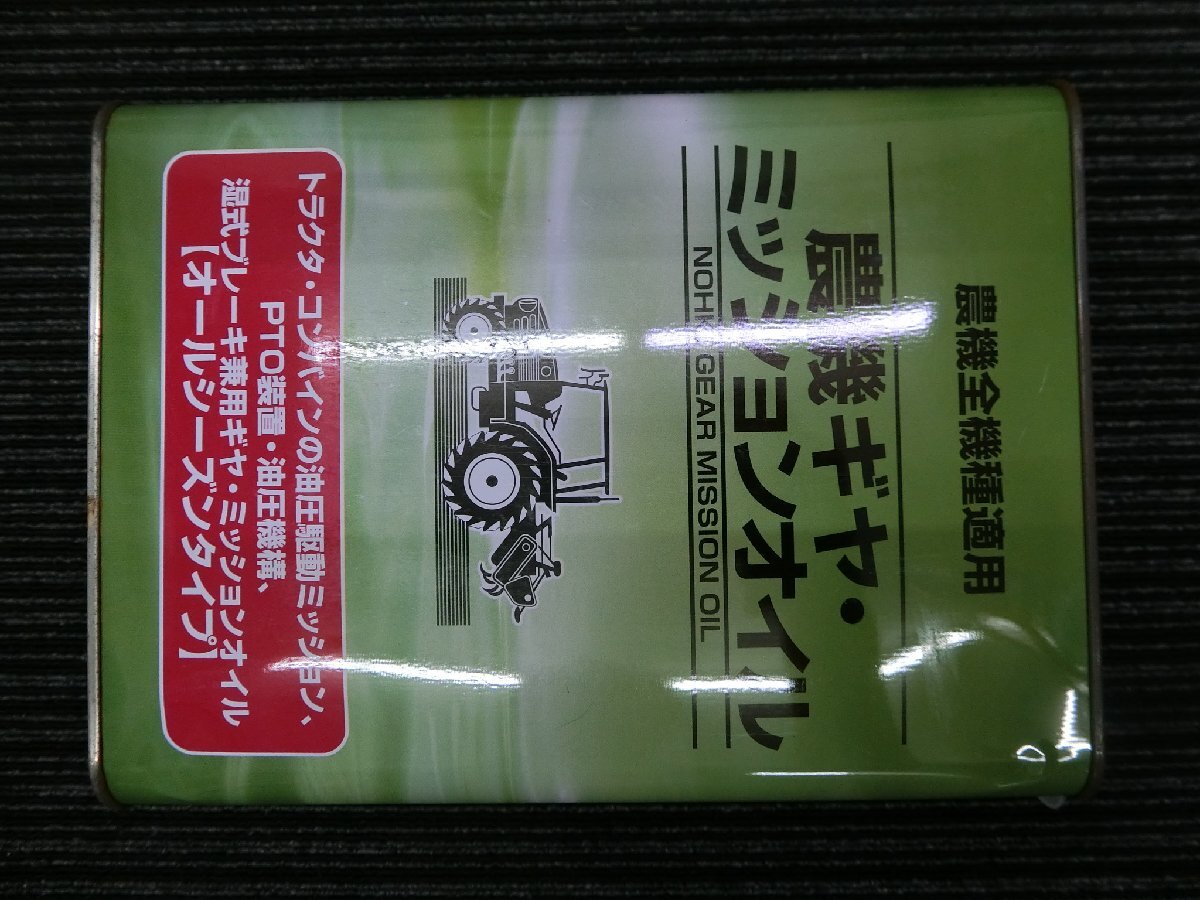 農機全機種適用
農機ギヤ・
ミッションオイル
NOHKI GEAR MISSION OIL
トラクタ・コンバインの油圧駆動ミッション、
PTO装置・油圧機構、
湿式ブレーキ兼用ギヤ・ミッションオイル
【オールシーズンタイプ】